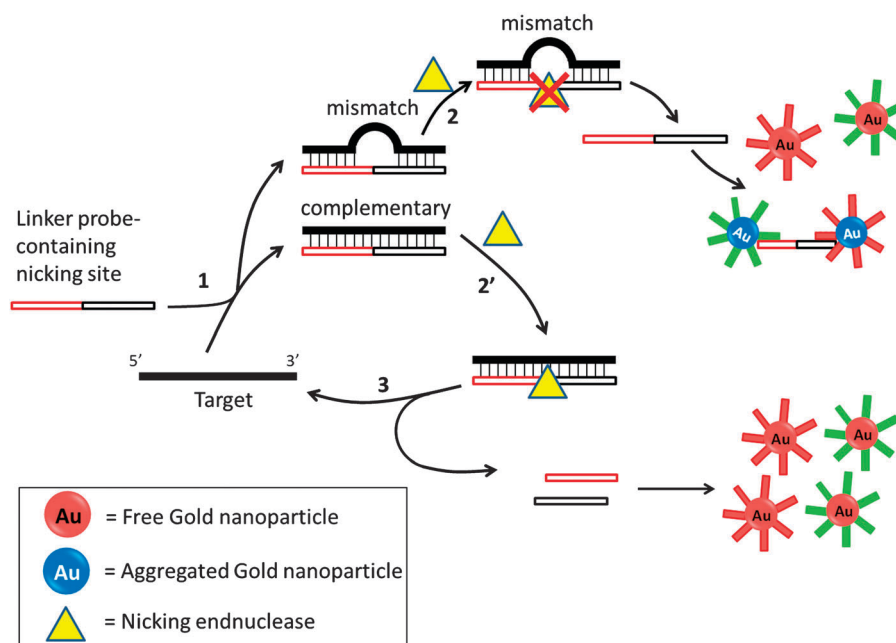 mismatch
2
mismatch
Au
Au
Linker probe-
containing
nicking site
1
complementary
Au
Au
2'
5'
3'
Target
3
Au
Au
Au
Au
Au = Free Gold nanoparticle
Au = Aggregated Gold nanoparticle
= Nicking endnuclease